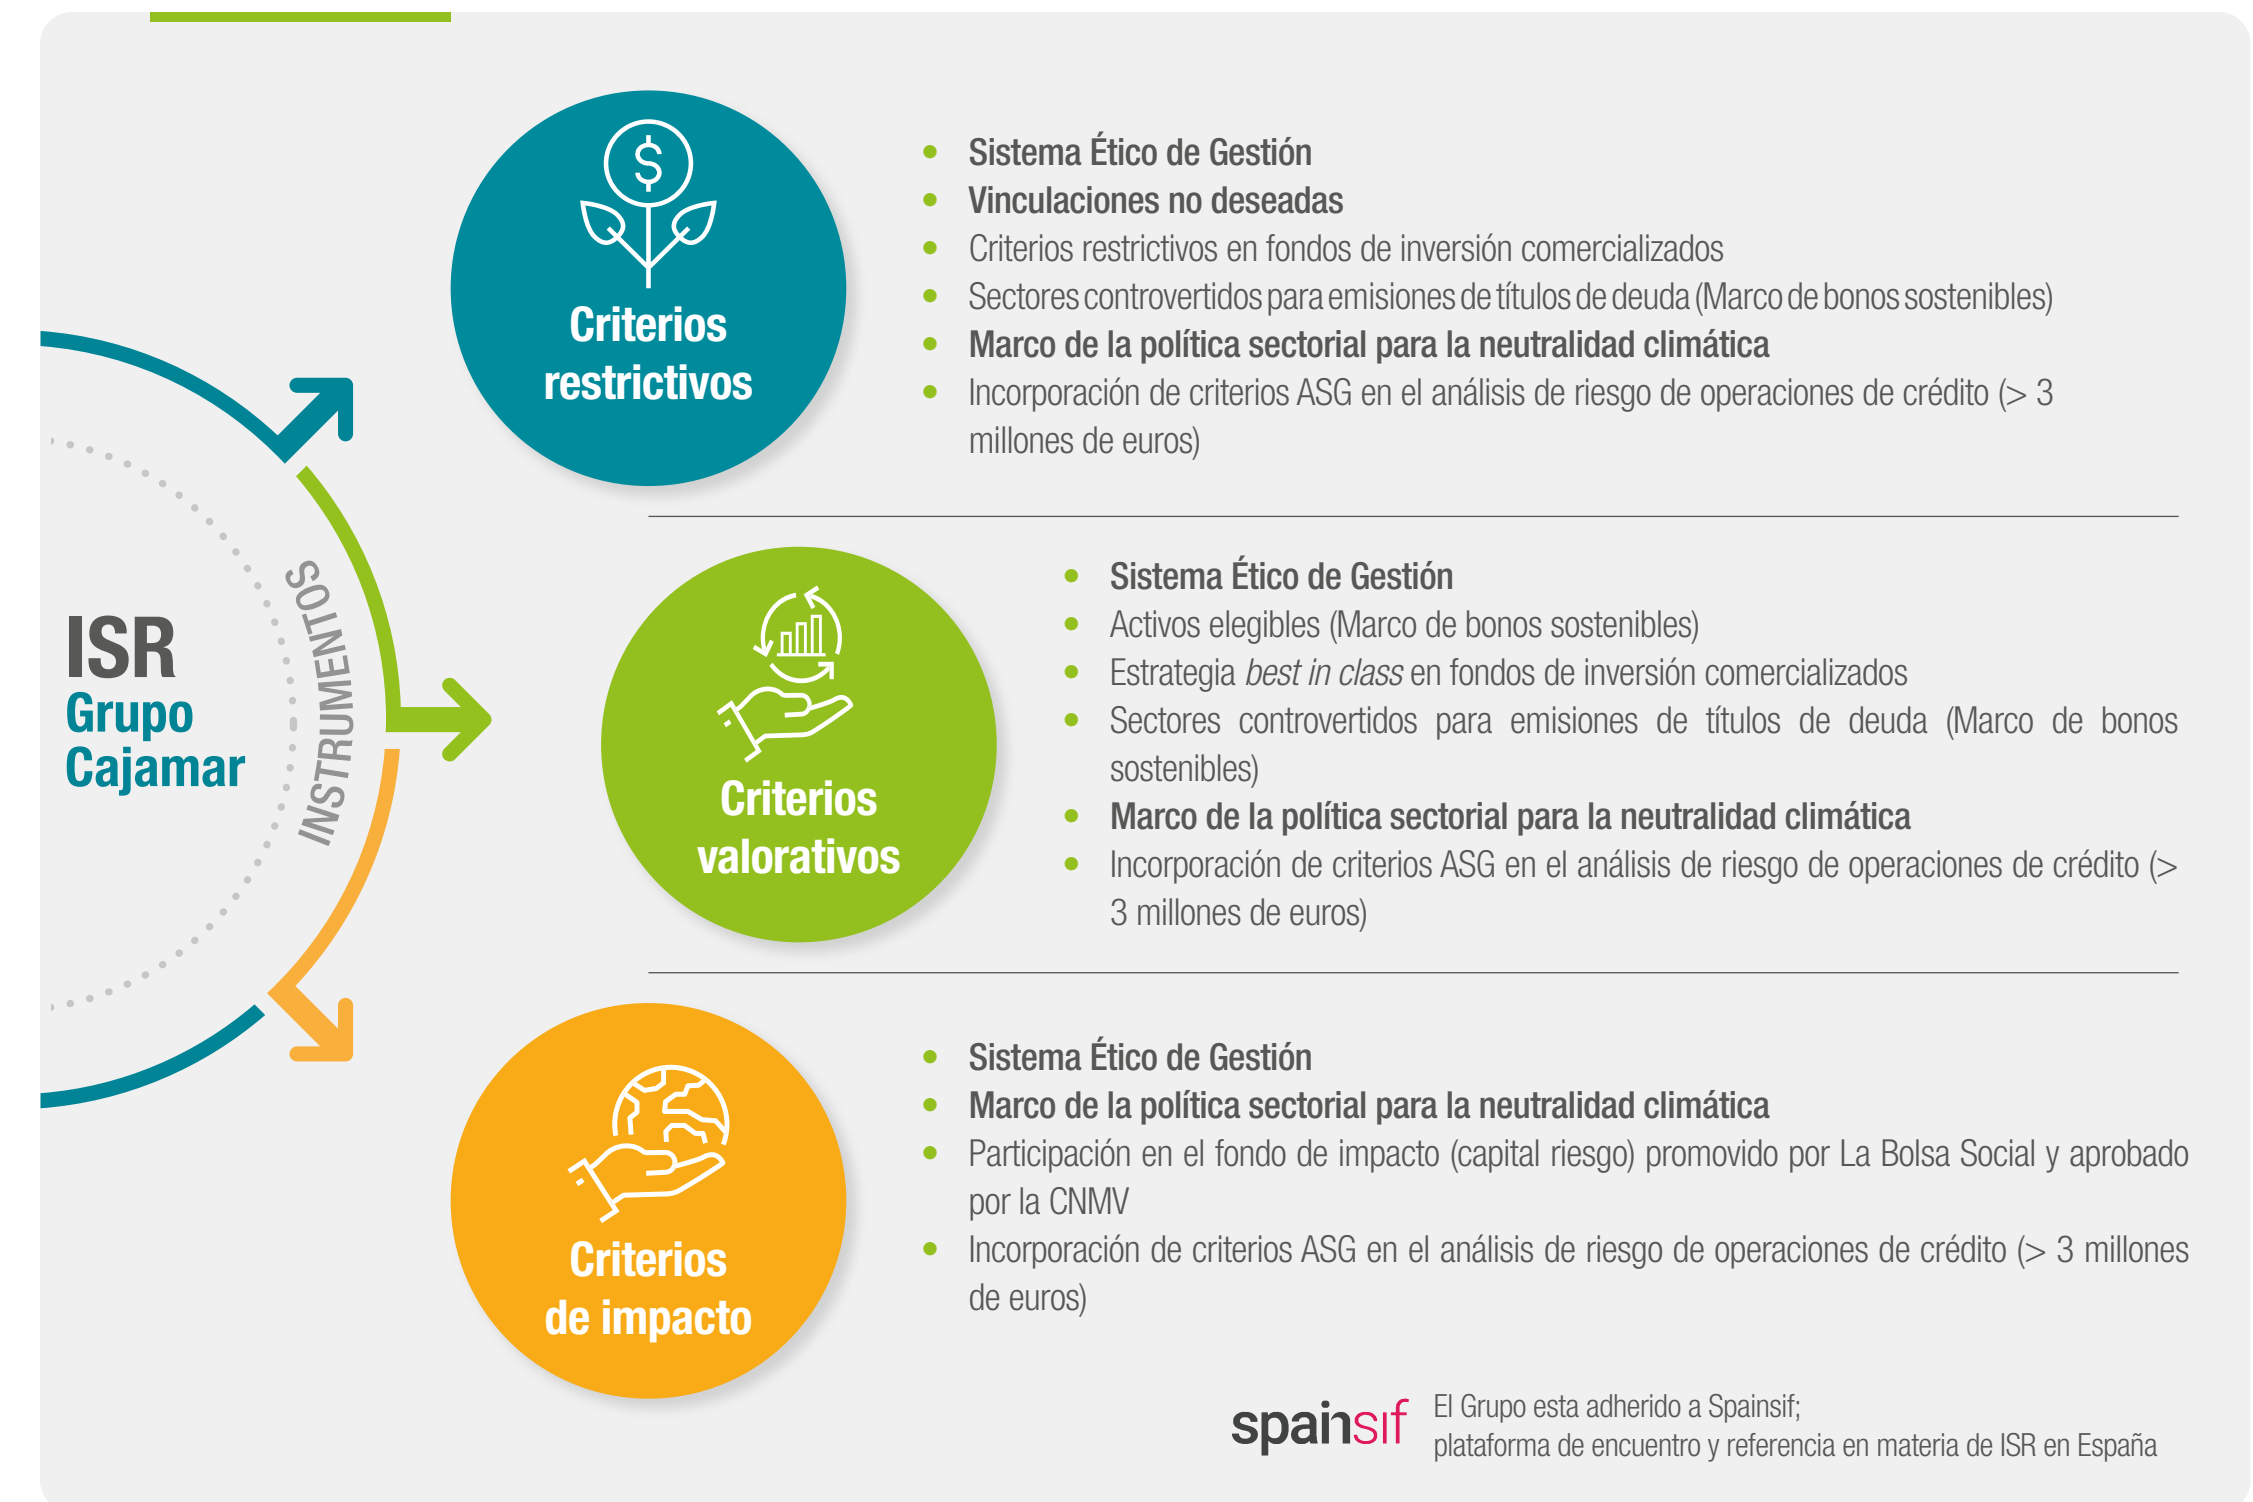 ISR
Grupo
Cajamar
INSTRUMENTOS
$
Criterios
restrictivos
• Sistema Ético de Gestión
• Vinculaciones no deseadas
• Criterios restrictivos en fondos de inversión comercializados
• Sectores controvertidos para emisiones de títulos de deuda (Marco de bonos sostenibles)
• Marco de la política sectorial para la neutralidad climática
• Incorporación de criterios ASG en el análisis de riesgo de operaciones de crédito (> 3
millones de euros)
Criterios
valorativos
• Sistema Ético de Gestión
• Activos elegibles (Marco de bonos sostenibles)
• Estrategia best in class en fondos de inversión comercializados
• Sectores controvertidos para emisiones de títulos de deuda (Marco de bonos
sostenibles)
• Marco de la política sectorial para la neutralidad climática
• Incorporación de criterios ASG en el análisis de riesgo de operaciones de crédito (>
3 millones de euros)
Criterios
de impacto
• Sistema Ético de Gestión
• Marco de la política sectorial para la neutralidad climática
• Participación en el fondo de impacto (capital riesgo) promovido por La Bolsa Social y aprobado
por la CNMV
• Incorporación de criterios ASG en el análisis de riesgo de operaciones de crédito (> 3 millones
de euros)
spainsif
El Grupo esta adherido a Spainsif;
plataforma de encuentro y referencia en materia de ISR en España